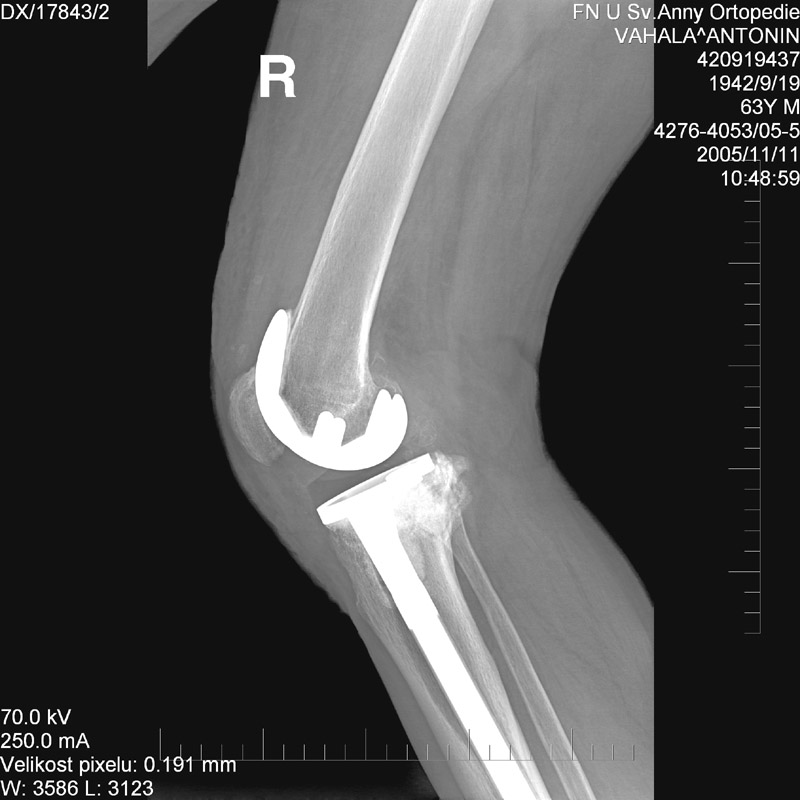 DX/17843/2
FN U Sv.Anny Ortopedie
VAHALA^ANTONIN
420919437
1942/9/19
63Y M
4276-4053/05-5
2005/11/11
10:48:59
R
70.0 kV
250.0 mA
Velikost pixelu: 0.191 mm
W: 3586 L: 3123